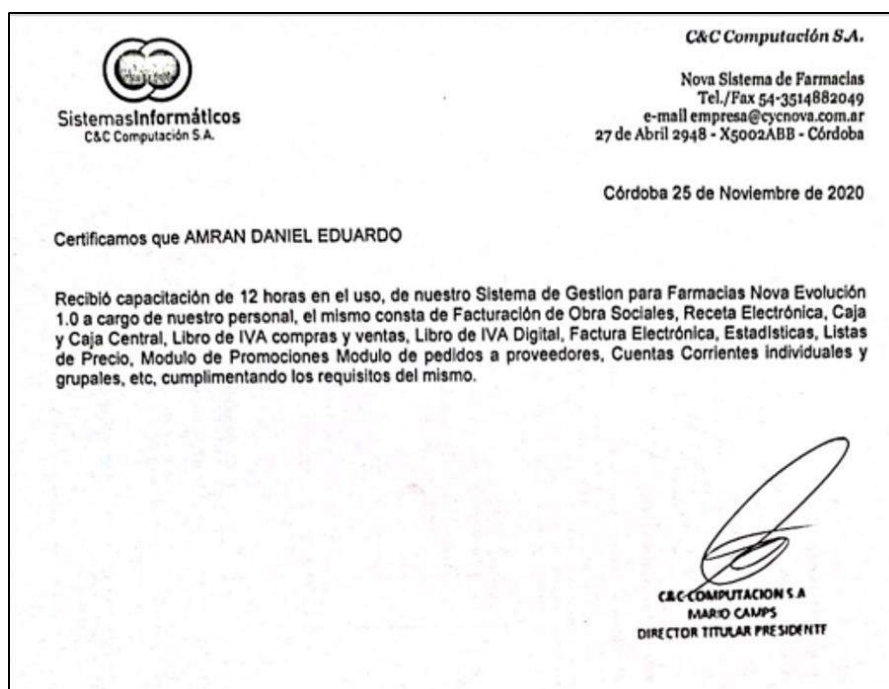 C&C Computación S.A.
Nova Sistema de Farmacias
Tel./Fax 54-3514882049
e-mail empresa@cycnova.com.ar
27 de Abril 2948 - X5002ABB - Córdoba
SistemasInformáticos
C&C Computación S.A.
Córdoba 25 de Noviembre de 2020
Certificamos que AMRAN DANIEL EDUARDO
Recibió capacitación de 12 horas en el uso, de nuestro Sistema de Gestion para Farmacias Nova Evolución
1.0 a cargo de nuestro personal, el mismo consta de Facturación de Obra Sociales, Receta Electrónica, Caja
y Caja Central, Libro de IVA compras y ventas, Libro de IVA Digital, Factura Electrónica, Estadísticas, Listas
de Precio, Modulo de Promociones Modulo de pedidos a proveedores, Cuentas Corrientes individuales y
grupales, etc, cumplimentando los requisitos del mismo.
C&C COMPUTACION S.A
MARIO CAMPS
DIRECTOR TITULAR PRESIDENTE